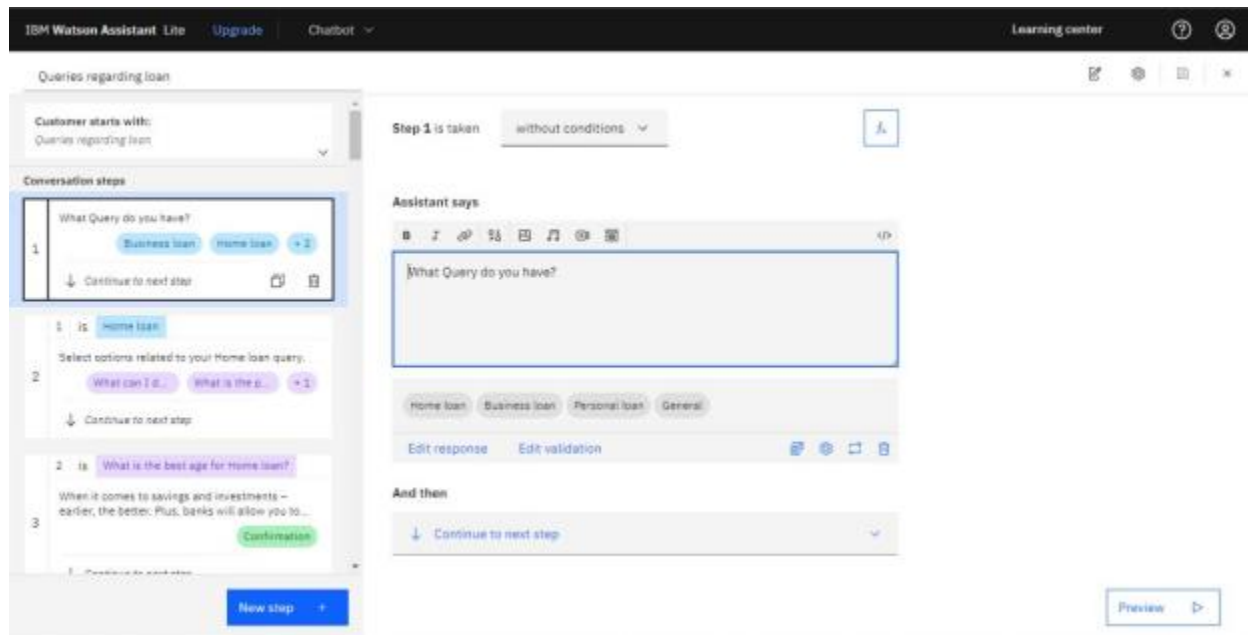 IBM Watson Assistant Lite Upgrade Chatbot Learning center
Queries regarding loan
Customer starts with:
Queries regarding loan
Conversation steps
1
What Query do you have?
Business loan Home loan + 2
Continue to next step
2
1 is Home loan
Select options related to your Home loan query.
What can I d... What is the p... + 1
Continue to next step
3
2 is What is the best age for Home loan?
When it comes to savings and investments –
earlier, the better. Plus, banks will allow you to...
Confirmation
Continue to next step
New step +
Step 1 is taken without conditions
fx
Assistant says
B I </>
What Query do you have?
Home loan Business loan Personal loan General
Edit response Edit validation
And then
Continue to next step
Preview